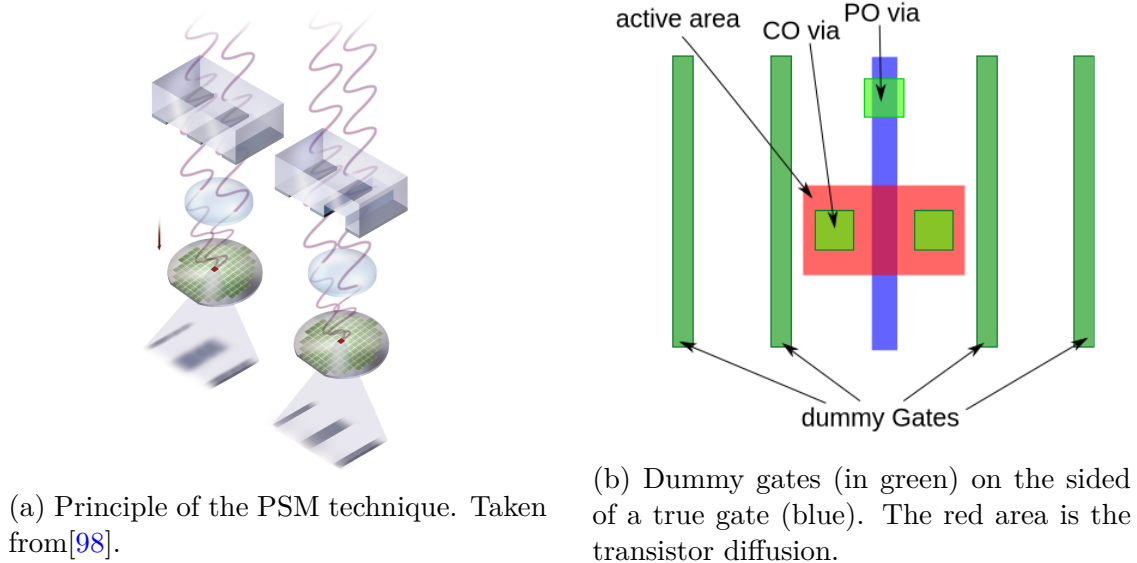 active area
CO via
PO via
dummy Gates
(a) Principle of the PSM technique. Taken
from[98].
(b) Dummy gates (in green) on the sided
of a true gate (blue). The red area is the
transistor diffusion.